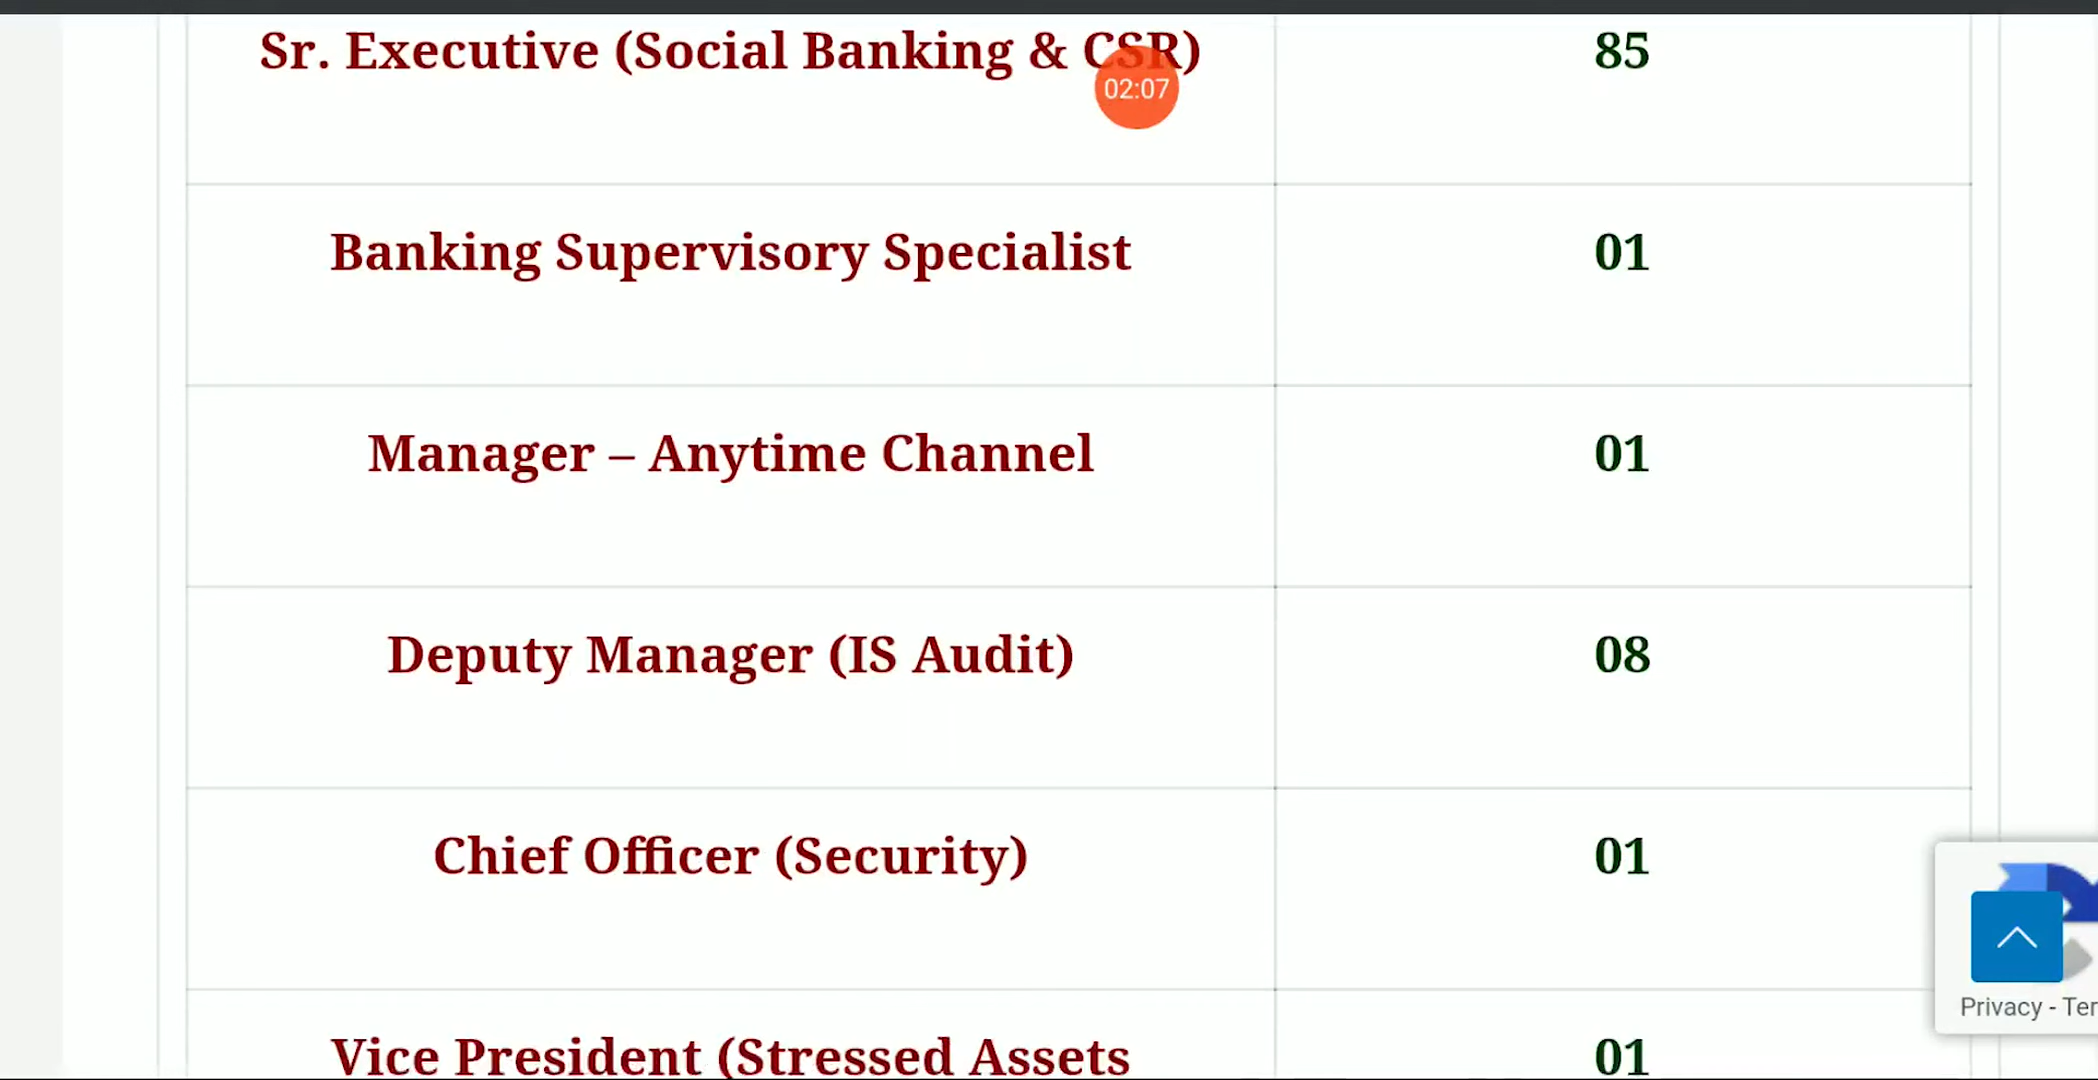 Sr. Executive (Social Banking & CSR) 85
02:07
Banking Supervisory Specialist 01
Manager – Anytime Channel 01
Deputy Manager (IS Audit) 08
Chief Officer (Security) 01
Privacy - Ter
Vice President (Stressed Assets 01